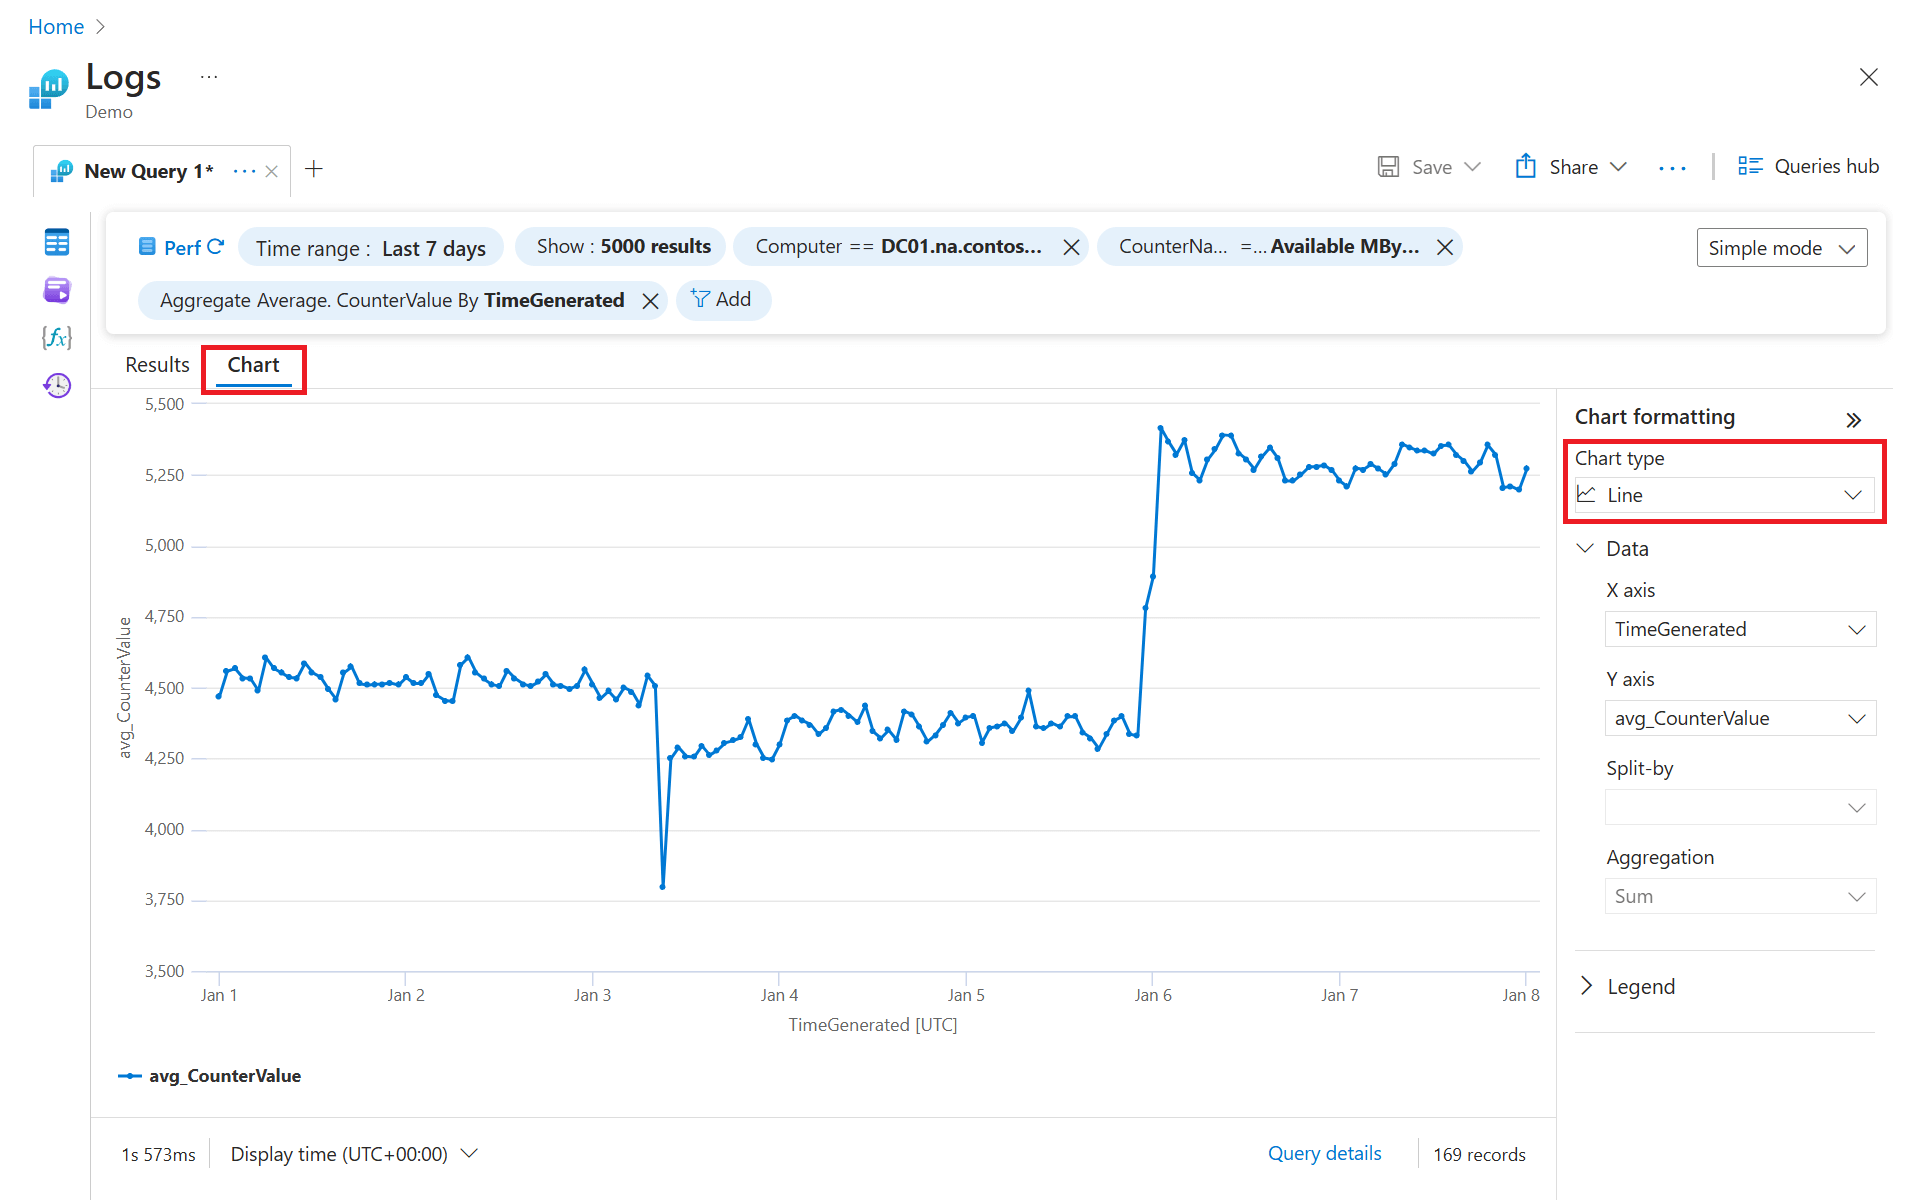 Home
Logs ...
Demo
New Query 1* ...
Save
Share
...
Queries hub
Perf
Time range : Last 7 days
Show : 5000 results
Computer == DC01.na.contos...
CounterNa... =... Available MBy...
Simple mode
Aggregate Average. CounterValue By TimeGenerated
Add
{fx}
Results
Chart
5,500
5,250
5,000
4,750
4,500
4,250
4,000
3,750
3,500
avg_CounterValue
Jan 1
Jan 2
Jan 3
Jan 4
Jan 5
Jan 6
Jan 7
Jan 8
TimeGenerated [UTC]
avg_CounterValue
Chart formatting
Chart type
Line
Data
X axis
TimeGenerated
Y axis
avg_CounterValue
Split-by
Aggregation
Sum
Legend
1s 573ms
Display time (UTC+00:00)
Query details
169 records